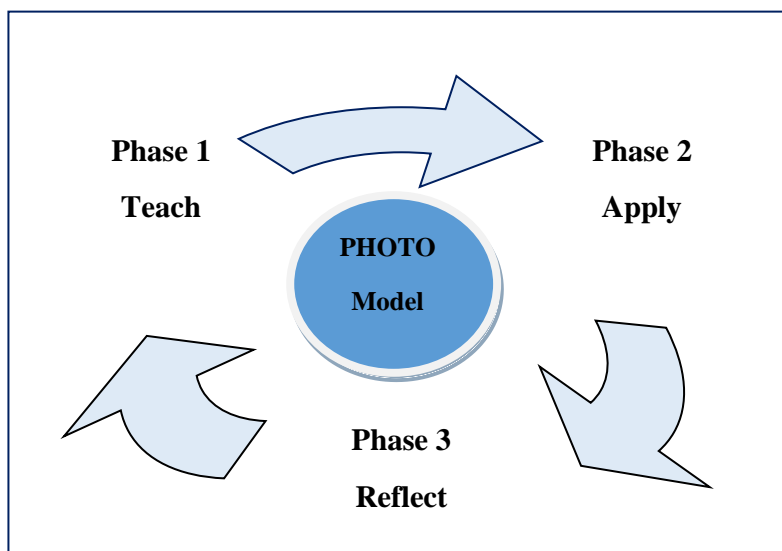 Phase 1
Teach
Phase 2
Apply
PHOTO
Model
Phase 3
Reflect